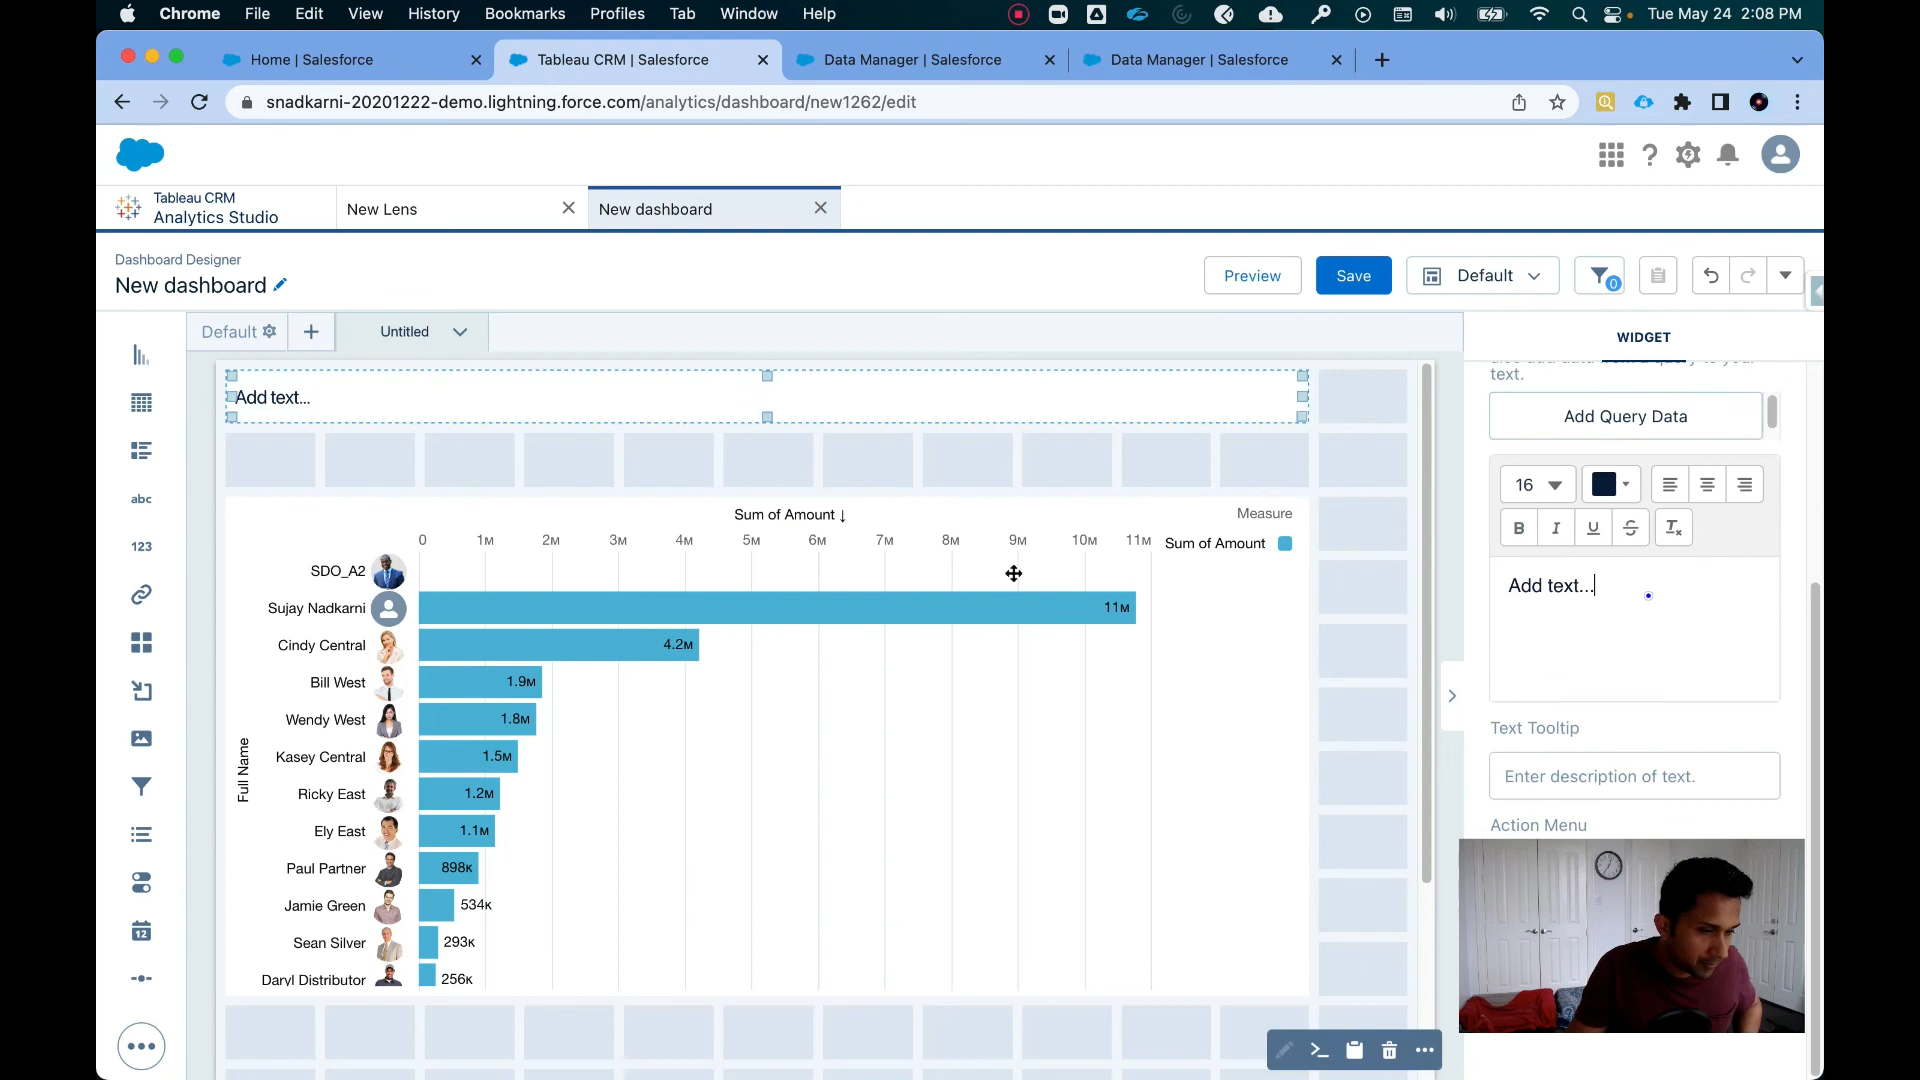 Chrome File Edit View History Bookmarks Profiles Tab Window Help Tue May 24 2:08 PM
Home | Salesforce Tableau CRM | Salesforce Data Manager | Salesforce Data Manager | Salesforce
snadkarni-20201222-demo.lightning.force.com/analytics/dashboard/new1262/edit
Tableau CRM
Analytics Studio
New Lens
New dashboard
Dashboard Designer
New dashboard
Preview
Save
Default
0
Default
Untitled
WIDGET
text.
Add Query Data
16
B I U S Tx
Add text...
Text Tooltip
Enter description of text.
Action Menu
abc
123
12
Add text...
Sum of Amount ↓
Measure
0 1M 2M 3M 4M 5M 6M 7M 8M 9M 10M 11M
Sum of Amount
Full Name
SDO_A2
Sujay Nadkarni 11M
Cindy Central 4.2M
Bill West 1.9M
Wendy West 1.8M
Kasey Central 1.5M
Ricky East 1.2M
Ely East 1.1M
Paul Partner 898K
Jamie Green 534K
Sean Silver 293K
Daryl Distributor 256K